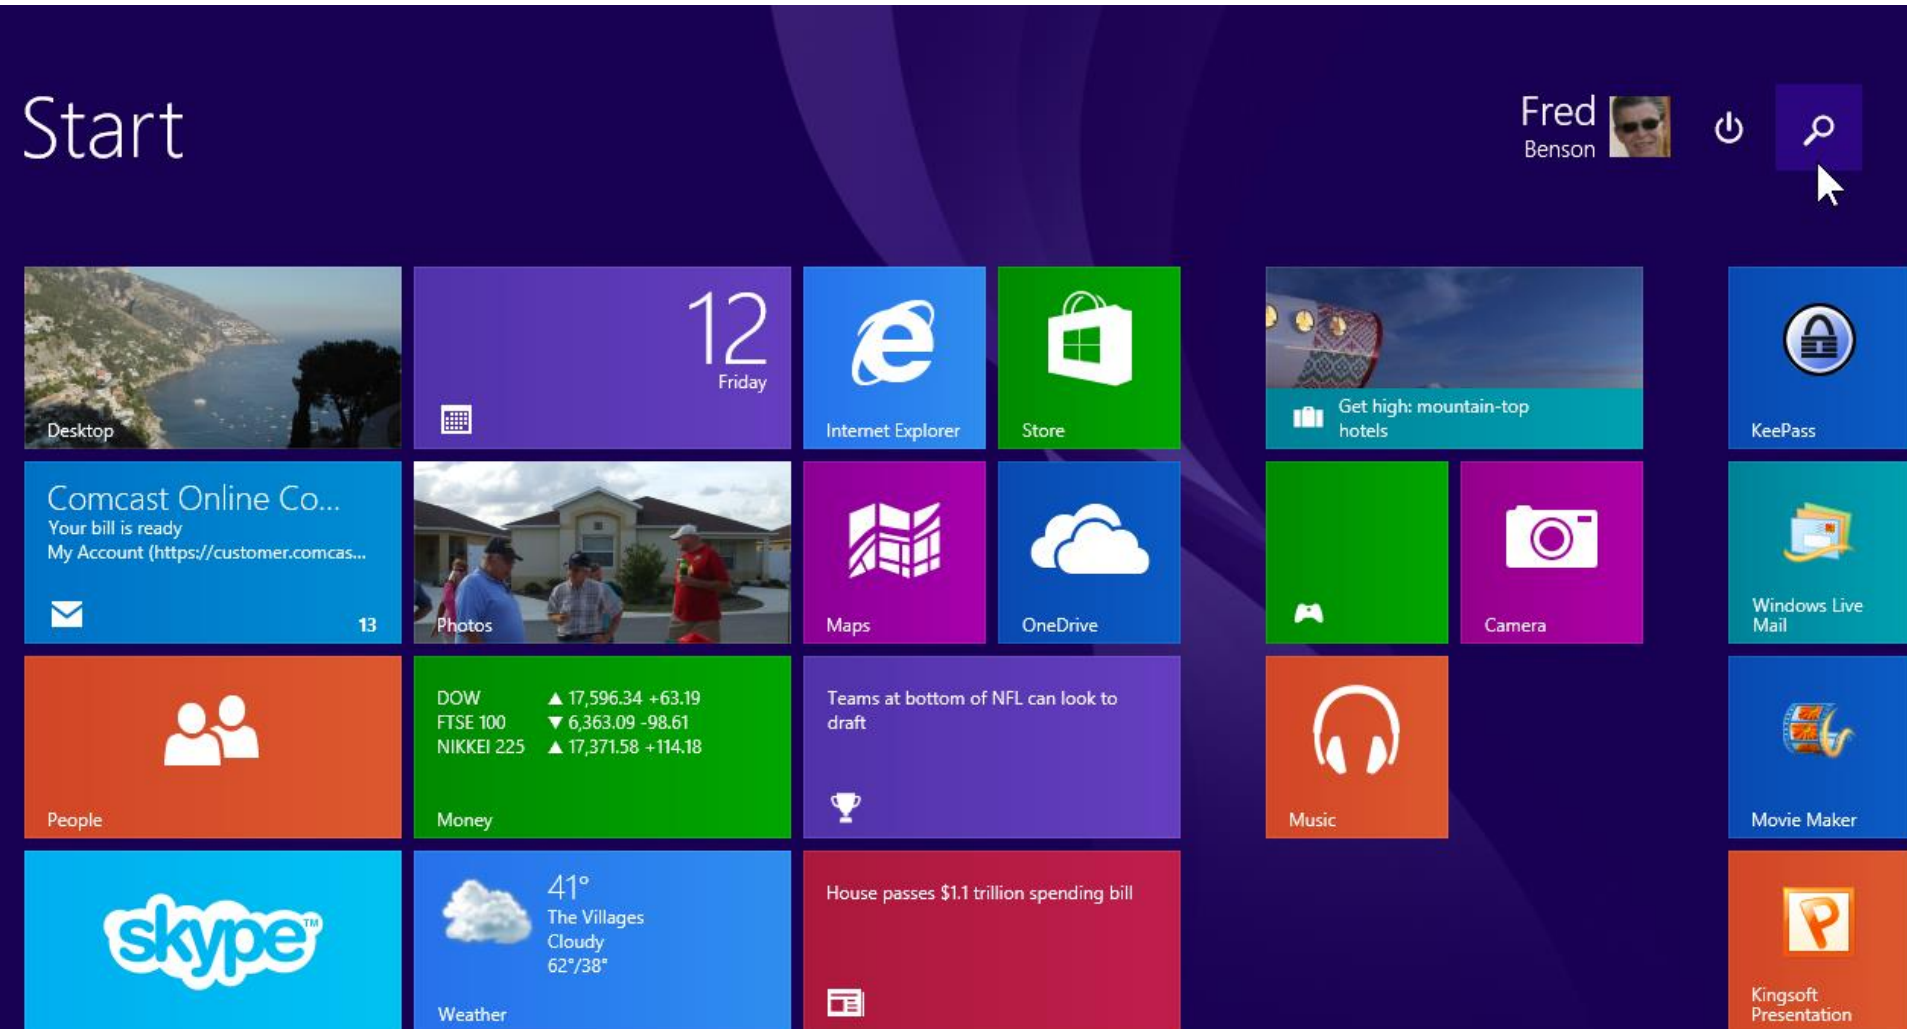 Start
Fred
Benson
Desktop
12
Friday
Internet Explorer
Store
Get high: mountain-top
hotels
KeePass
Comcast Online Co...
Your bill is ready
My Account (https://customer.comcas...
13
Photos
Maps
OneDrive
Camera
Windows Live
Mail
People
DOW ▲ 17,596.34 +63.19
FTSE 100 ▼ 6,363.09 -98.61
NIKKEI 225 ▲ 17,371.58 +114.18
Money
Teams at bottom of NFL can look to
draft
Music
Movie Maker
skype™
41°
The Villages
Cloudy
62°/38°
Weather
House passes $1.1 trillion spending bill
Kingsoft
Presentation